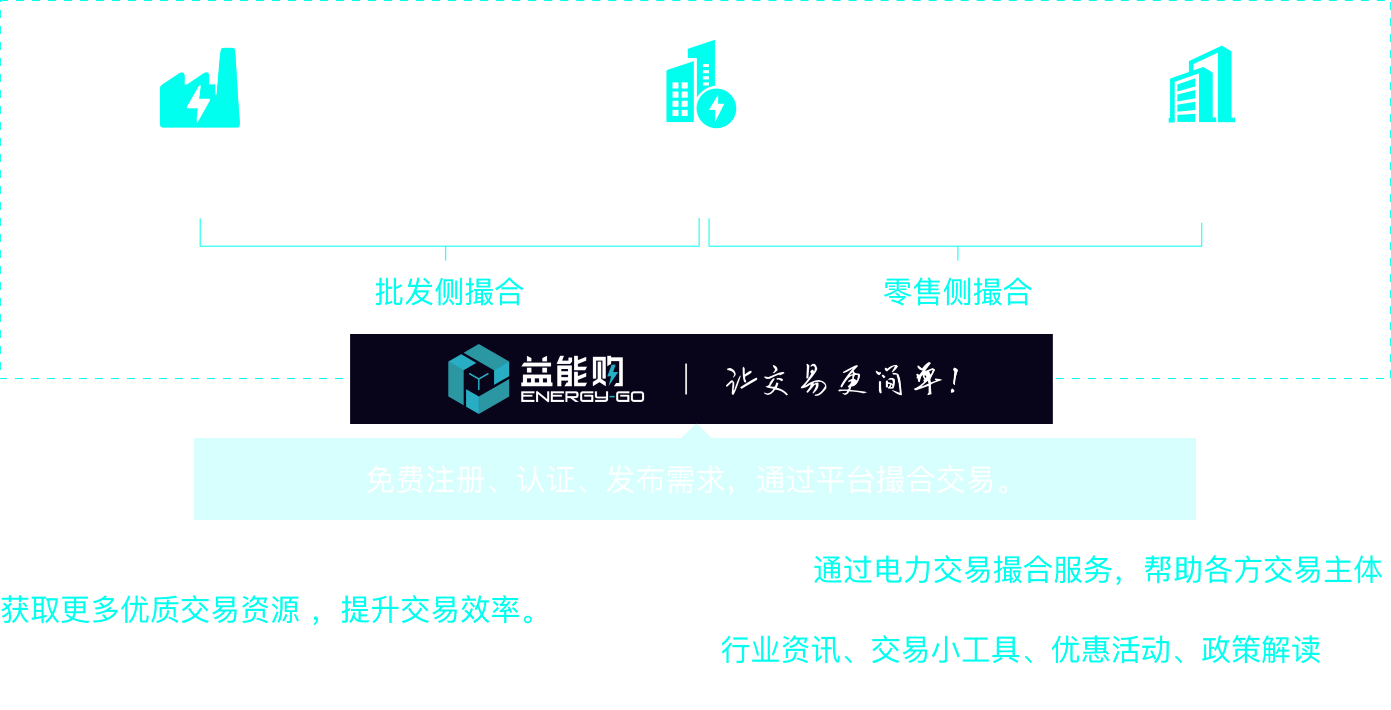 批发侧撮合
零售侧撮合
益能购
ENERGY-GO
让交易更简单!
免费注册、认证、发布需求，通过平台撮合交易。
通过电力交易撮合服务，帮助各方交易主体
获取更多优质交易资源 ，提升交易效率。
行业资讯、交易小工具、优惠活动、政策解读